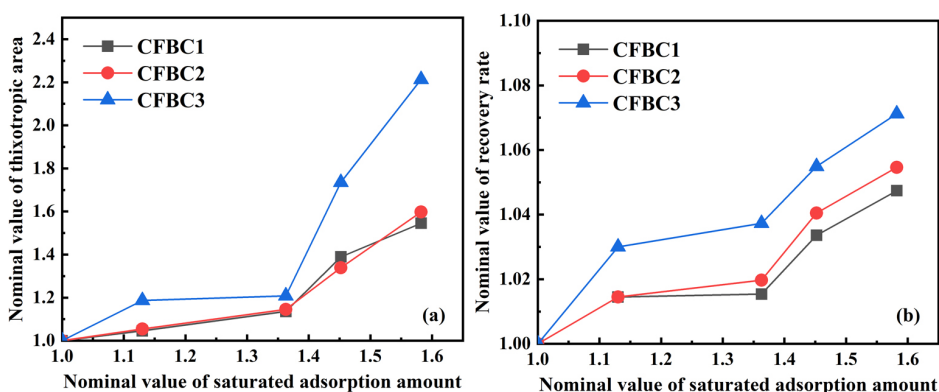 Nominal value of thixotropic area
2.4
2.2
2.0
1.8
1.6
1.4
1.2
1.0
CFBC1
CFBC2
CFBC3
(a)
1.0 1.1 1.2 1.3 1.4 1.5 1.6
Nominal value of saturated adsorption amount
Nominal value of recovery rate
1.10
1.08
1.06
1.04
1.02
1.00
CFBC1
CFBC2
CFBC3
(b)
1.0 1.1 1.2 1.3 1.4 1.5 1.6
Nominal value of saturated adsorption amount